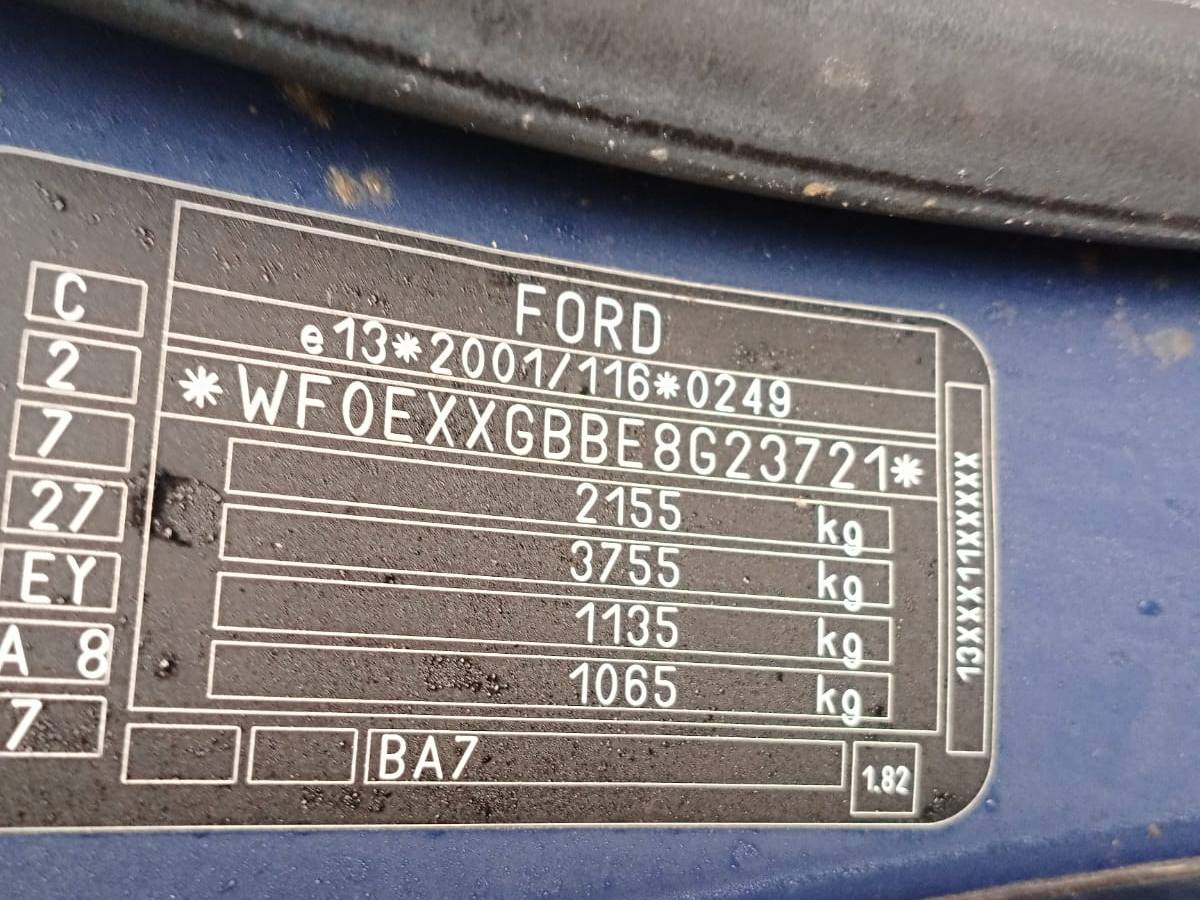 FORD
e13*2001/116*0249
*WF0EXXGBBE8G23721*
2155 kg
3755 kg
1135 kg
1065 kg
C
2
7
27
EY
A 8
7
BA7
1.82
13XXX11XXXXX